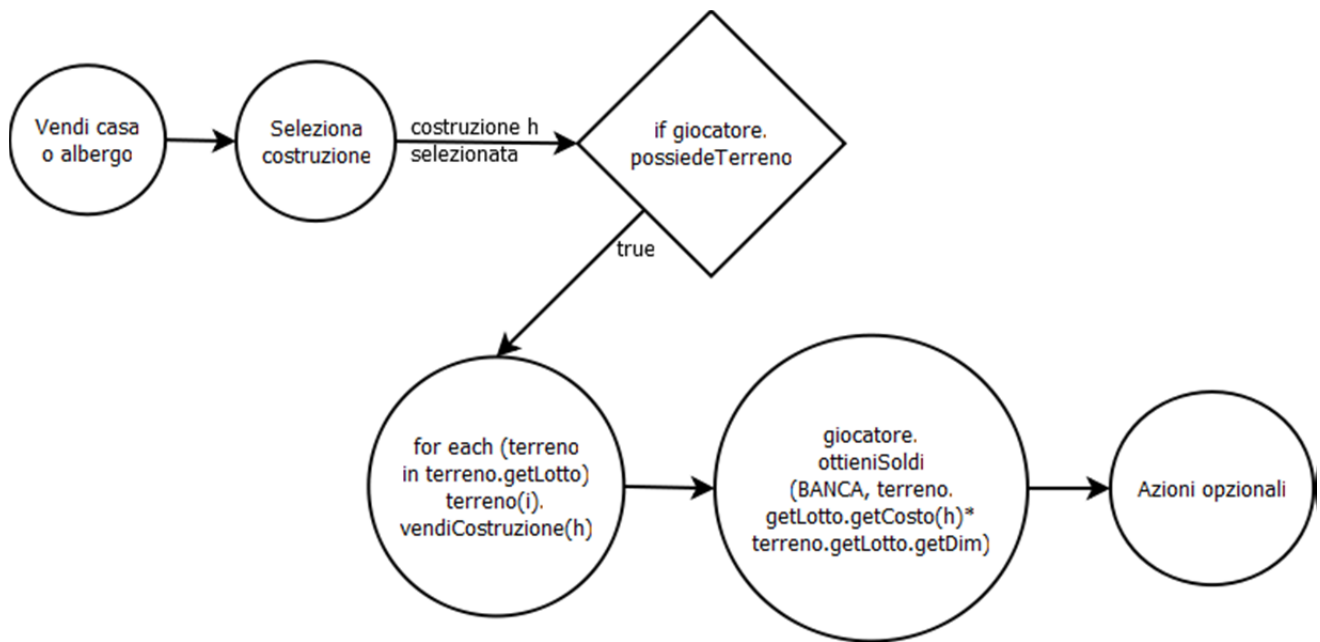 Vendi casa
o albergo
Seleziona
costruzione
costruzione h
selezionata
if giocatore.
possiedeTerreno
true
for each (terreno
in terreno.getLotto)
terreno(i).
vendiCostruzione(h)
giocatore.
ottieniSoldi
(BANCA, terreno.
getLotto.getCosto(h)*
terreno.getLotto.getDim)
Azioni opzionali